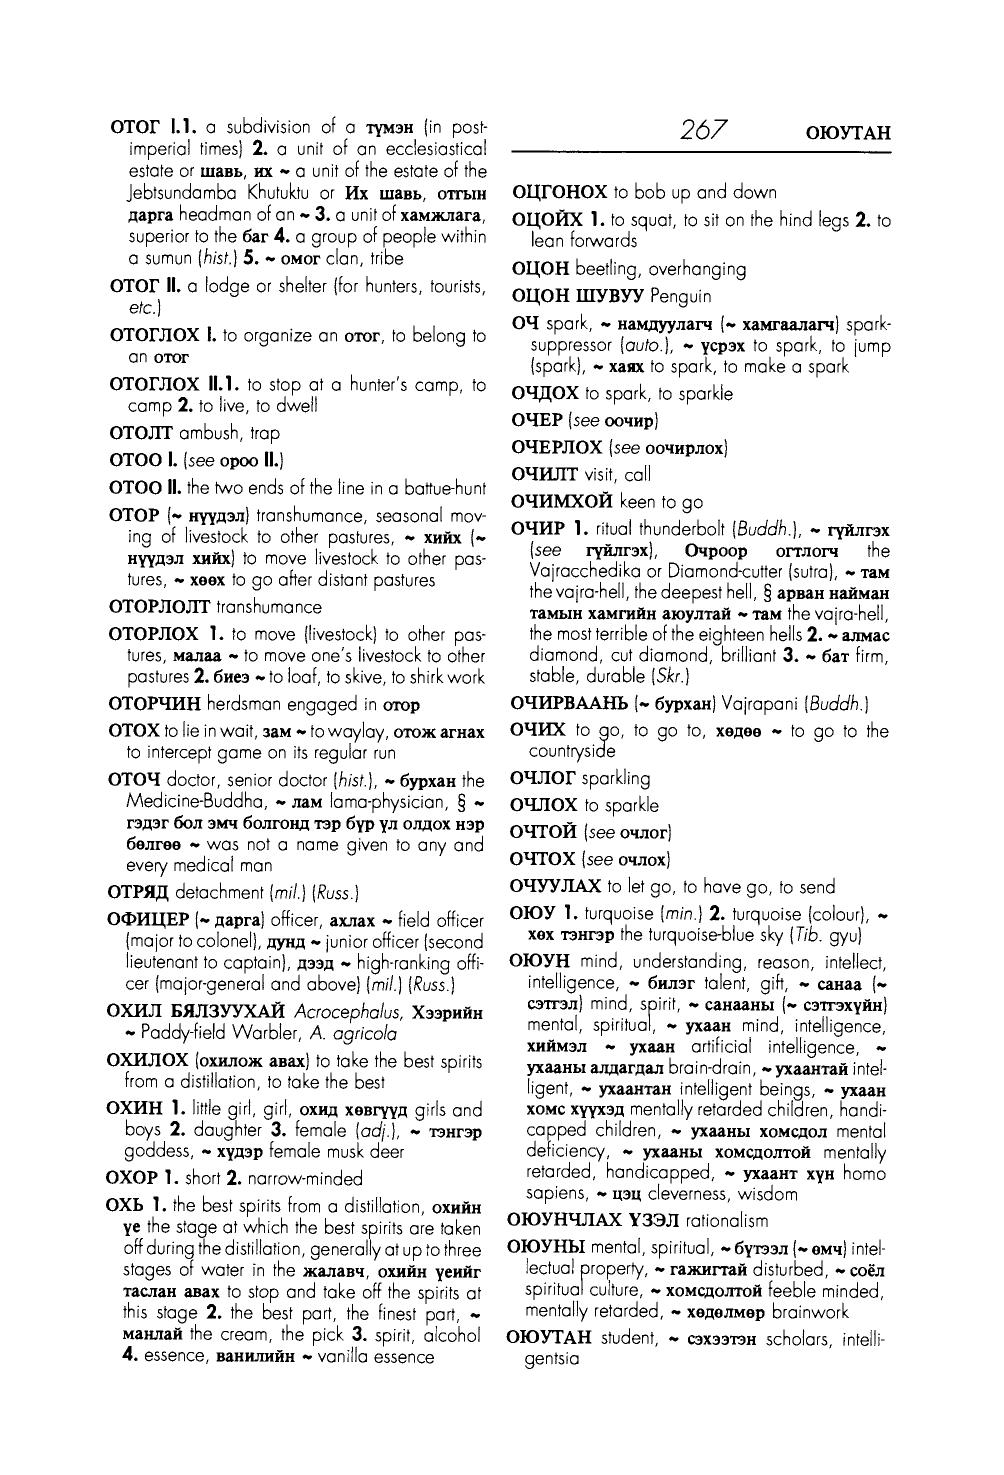 ОТОГ I.1. a subdivision of a түмэн (in post-
imperial times) 2. a unit of an ecclesiastical
estate or шавь, их ~ a unit of the estate of the
Jebtsundamba Khutuktu or Их шавь, отгын
дарга headman of an ~ 3. a unit of хамжлага,
superior to the баг 4. a group of people within
a sumun (hist.) 5. ~ омог clan, tribe
ОТОГ II. a lodge or shelter (for hunters, tourists,
etc.)
ОТОГЛОХ I. to organize an отог, to belong to
an отог
ОТОГЛОХ II.1. to stop at a hunter's camp, to
camp 2. to live, to dwell
ОТОЛТ ambush, trap
ОТОО I. (see ороо II.)
ОТОО II. the two ends of the line in a battue-hunt
ОТОР (~ нүүдэл) transhumance, seasonal mov-
ing of livestock to other pastures, ~ хийх (~
нүүдэл хийх) to move livestock to other pas-
tures, ~ хөөх to go after distant pastures
ОТОРЛОЛТ transhumance
ОТОРЛОХ 1. to move (livestock) to other pas-
tures, малаа ~ to move one's livestock to other
pastures 2. биеэ ~ to loaf, to skive, to shirk work
ОТОРЧИН herdsman engaged in отор
ОТОХ to lie in wait, зам ~ to waylay, отож агнах
to intercept game on its regular run
ОТОЧ doctor, senior doctor (hist.), ~ бурхан the
Medicine-Buddha, ~ лам lama-physician, § ~
гэдэг бол эмч болгонд тэр бүр үл олдох нэр
бөлгөө ~ was not a name given to any and
every medical man
ОТРЯД detachment (mil.) (Russ.)
ОФИЦЕР (~ дарга) officer, ахлах ~ field officer
(major to colonel), дунд ~ junior officer (second
lieutenant to captain), дээд ~ high-ranking offi-
cer (major-general and above) (mil.) (Russ.)
ОХИЛ БЯЛЗУУХАЙ Acrocephalus, Хээрийн
~ Paddy-field Warbler, A. agricola
ОХИЛОХ (охилож авах) to take the best spirits
from a distillation, to take the best
ОХИН 1. little girl, girl, охид хөвгүүд girls and
boys 2. daughter 3. female (adj.), ~ тэнгэр
goddess, ~ хүдэр female musk deer
ОХОР 1. short 2. narrow-minded
ОХЬ 1. the best spirits from a distillation, охийн
үе the stage at which the best spirits are taken
off during the distillation, generally at up to three
stages of water in the жалавч, охийн үеийг
таслан авах to stop and take off the spirits at
this stage 2. the best part, the finest part, ~
манлай the cream, the pick 3. spirit, alcohol
4. essence, ванилийн ~ vanilla essence
267 ОЮУТАН
ОЦГОНОХ to bob up and down
ОЦОЙХ 1. to squat, to sit on the hind legs 2. to
lean forwards
ОЦОН beetling, overhanging
ОЦОН ШУВУУ Penguin
ОЧ spark, ~ намдуулагч (~ хамгаалагч) spark-
suppressor (auto.), ~ үсрэх to spark, to jump
(spark), ~ хаях to spark, to make a spark
ОЧДОХ to spark, to sparkle
ОЧЕР (see оочир)
ОЧЕРЛОХ (see оочирлох)
ОЧИЛТ visit, call
ОЧИМХОЙ keen to go
ОЧИР 1. ritual thunderbolt (Buddh.), ~ гүйлгэх
(see гүйлгэх), Очроор огтлогч the
Vajracchedika or Diamond-cutter (sutra), ~ там
the vajra-hell, the deepest hell, § арван найман
тамын хамгийн аюултай ~ там the vajra-hell,
the most terrible of the eighteen hells 2. ~ алмас
diamond, cut diamond, brilliant 3. ~ бат firm,
stable, durable (Skr.)
ОЧИРВААНЬ (~ бурхан) Vajrapani (Buddh.)
ОЧИХ to go, to go to, хөдөө ~ to go to the
countryside
ОЧЛОГ sparkling
ОЧЛОХ to sparkle
ОЧТОЙ (see очлог)
ОЧТОХ (see очлох)
ОЧУУЛАХ to let go, to have go, to send
ОЮУ 1. turquoise (min.) 2. turquoise (colour), ~
хөх тэнгэр the turquoise-blue sky (Tib. gyu)
ОЮУН mind, understanding, reason, intellect,
intelligence, ~ билэг talent, gift, ~ санаа (~
сэтгэл) mind, spirit, ~ санааны (~ сэтгэхүйн)
mental, spiritual, ~ ухаан mind, intelligence,
хиймэл ~ ухаан artificial intelligence, ~
ухааны алдагдал brain-drain, ~ ухаантай intel-
ligent, ~ ухаантан intelligent beings, ~ ухаан
хомс хүүхэд mentally retarded children, handi-
capped children, ~ ухааны хомсдол mental
deficiency, ~ ухааны хомсдолтой mentally
retarded, handicapped, ~ ухаант хүн homo
sapiens, ~ цэц cleverness, wisdom
ОЮУНЧЛАХ ҮЗЭЛ rationalism
ОЮУНЫ mental, spiritual, ~ бүтээл (~ өмч) intel-
lectual property, ~ гажигтай disturbed, ~ соёл
spiritual culture, ~ хомсдолтой feeble minded,
mentally retarded, ~ хөдөлмөр brainwork
ОЮУТАН student, ~ сэхээтэн scholars, intelli-
gentsia